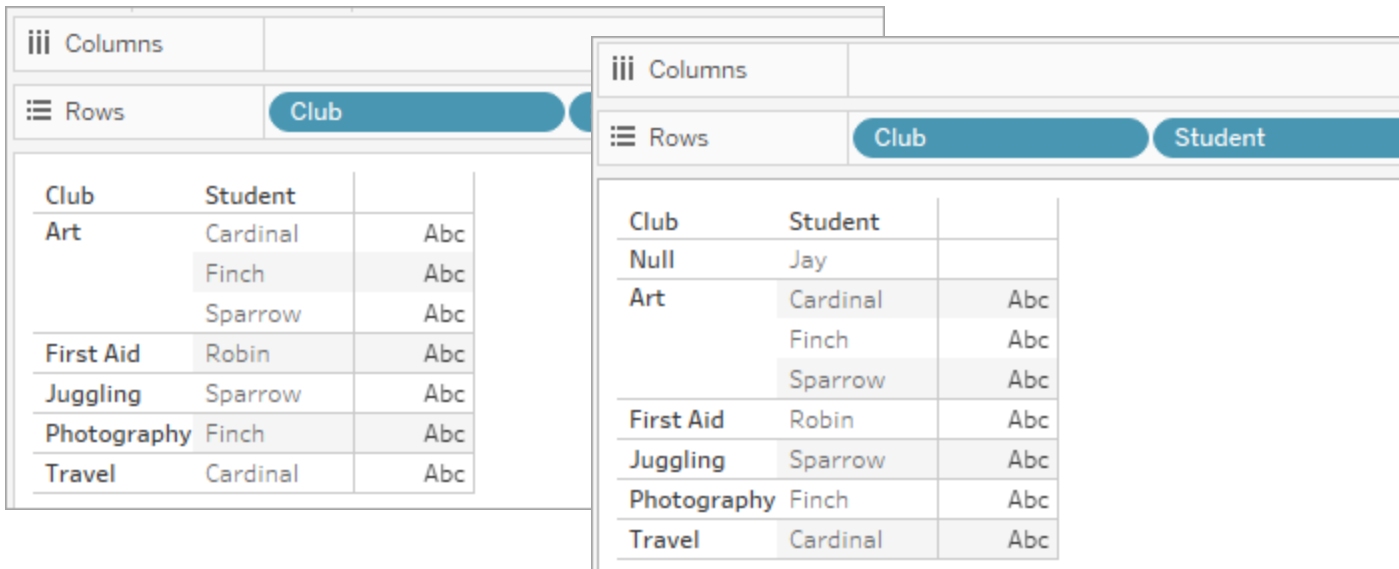 Columns
Rows Club
Club Student
Art Cardinal Abc
Finch Abc
Sparrow Abc
First Aid Robin Abc
Juggling Sparrow Abc
Photography Finch Abc
Travel Cardinal Abc
Columns
Rows Club Student
Club Student
Null Jay
Art Cardinal Abc
Finch Abc
Sparrow Abc
First Aid Robin Abc
Juggling Sparrow Abc
Photography Finch Abc
Travel Cardinal Abc